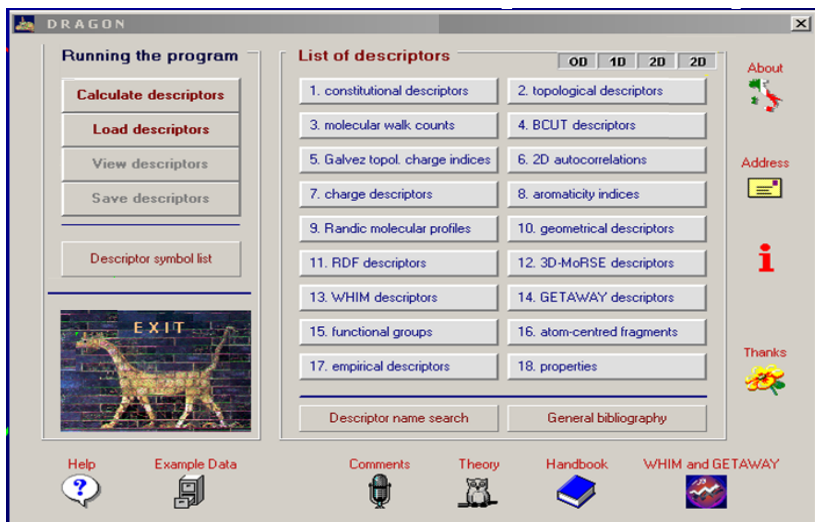 DRAGON
Running the program
Calculate descriptors
Load descriptors
View descriptors
Save descriptors
Descriptor symbol list
EXIT
List of descriptors
0D 1D 2D 2D
1. constitutional descriptors
2. topological descriptors
3. molecular walk counts
4. BCUT descriptors
5. Galvez topol. charge indices
6. 2D autocorrelations
7. charge descriptors
8. aromaticity indices
9. Randic molecular profiles
10. geometrical descriptors
11. RDF descriptors
12. 3D-MoRSE descriptors
13. WHIM descriptors
14. GETAWAY descriptors
15. functional groups
16. atom-centred fragments
17. empirical descriptors
18. properties
Descriptor name search
General bibliography
About
Address
Thanks
Help
Example Data
Comments
Theory
Handbook
WHIM and GETAWAY